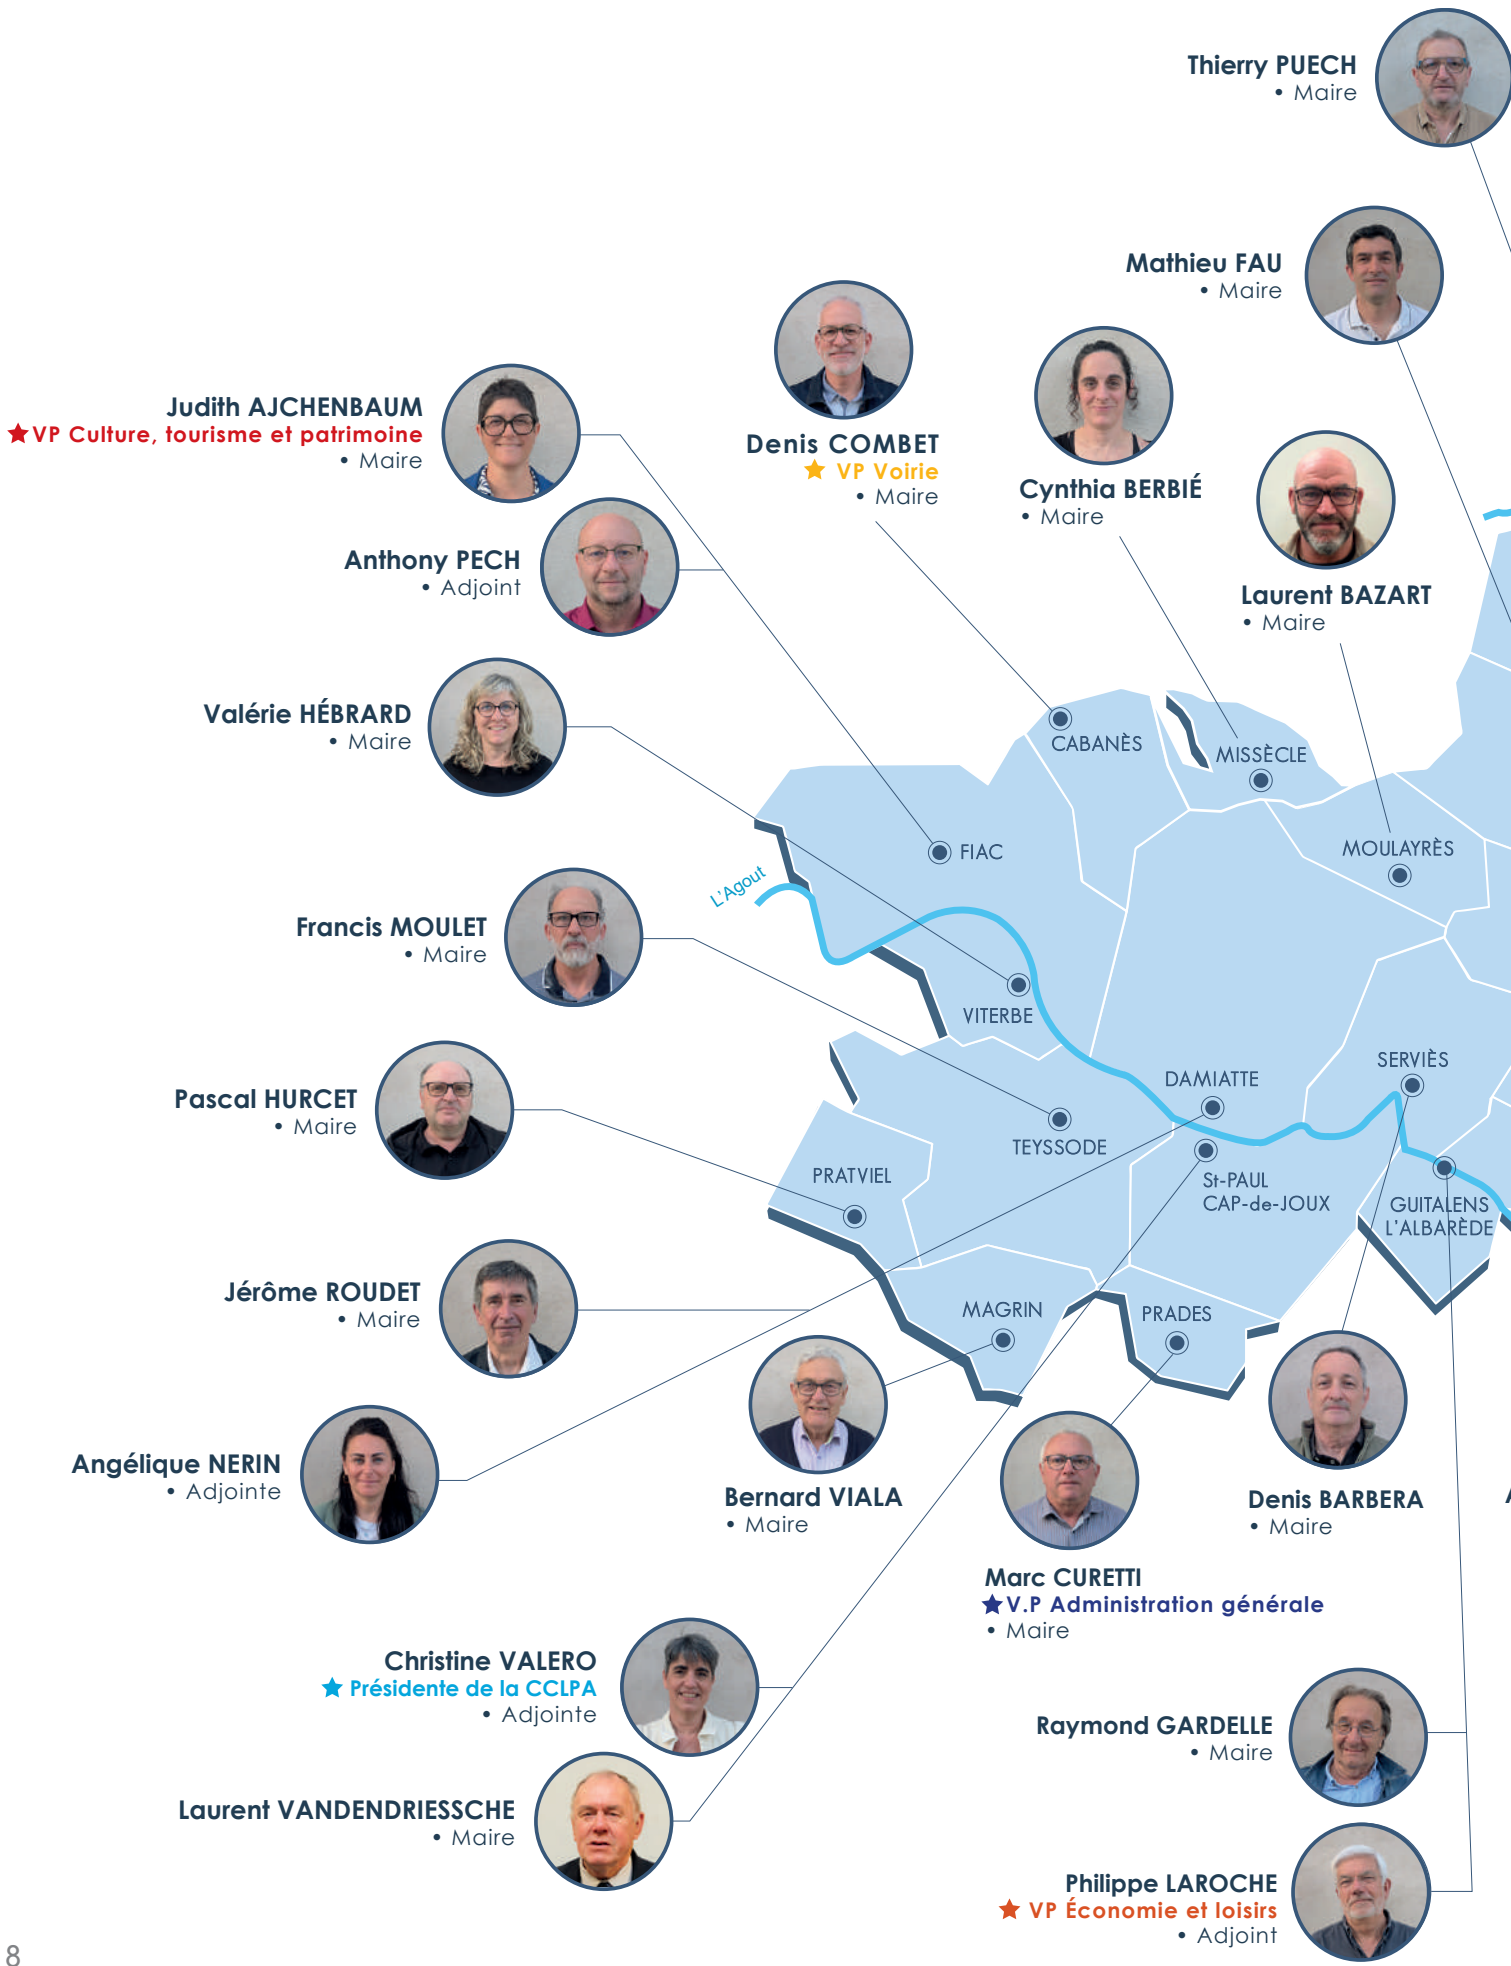 Thierry PUECH
• Maire
Mathieu FAU
• Maire
Judith AJCHENBAUM
★ VP Culture, tourisme et patrimoine
• Maire
Denis COMBET
★ VP Voirie
• Maire
Cynthia BERBIÉ
• Maire
Anthony PECH
• Adjoint
Laurent BAZART
• Maire
Valérie HÉBRARD
• Maire
CABANÈS
MISSÈCLE
FIAC
MOULAYRÈS
L'Agout
Francis MOULET
• Maire
VITERBE
SERVIÈS
DAMIATTE
Pascal HURCET
• Maire
TEYSSODE
PRATVIEL
St-PAUL
CAP-de-JOUX
GUITALENS
L'ALBARÈDE
Jérôme ROUDET
• Maire
MAGRIN
PRADES
Angélique NERIN
• Adjointe
Bernard VIALA
• Maire
Denis BARBERA
• Maire
A
Marc CURETTI
★ V.P Administration générale
• Maire
Christine VALERO
★ Présidente de la CCLPA
• Adjointe
Raymond GARDELLE
• Maire
Laurent VANDENDRIESSCHE
• Maire
Philippe LAROCHE
★ VP Économie et loisirs
• Adjoint
8